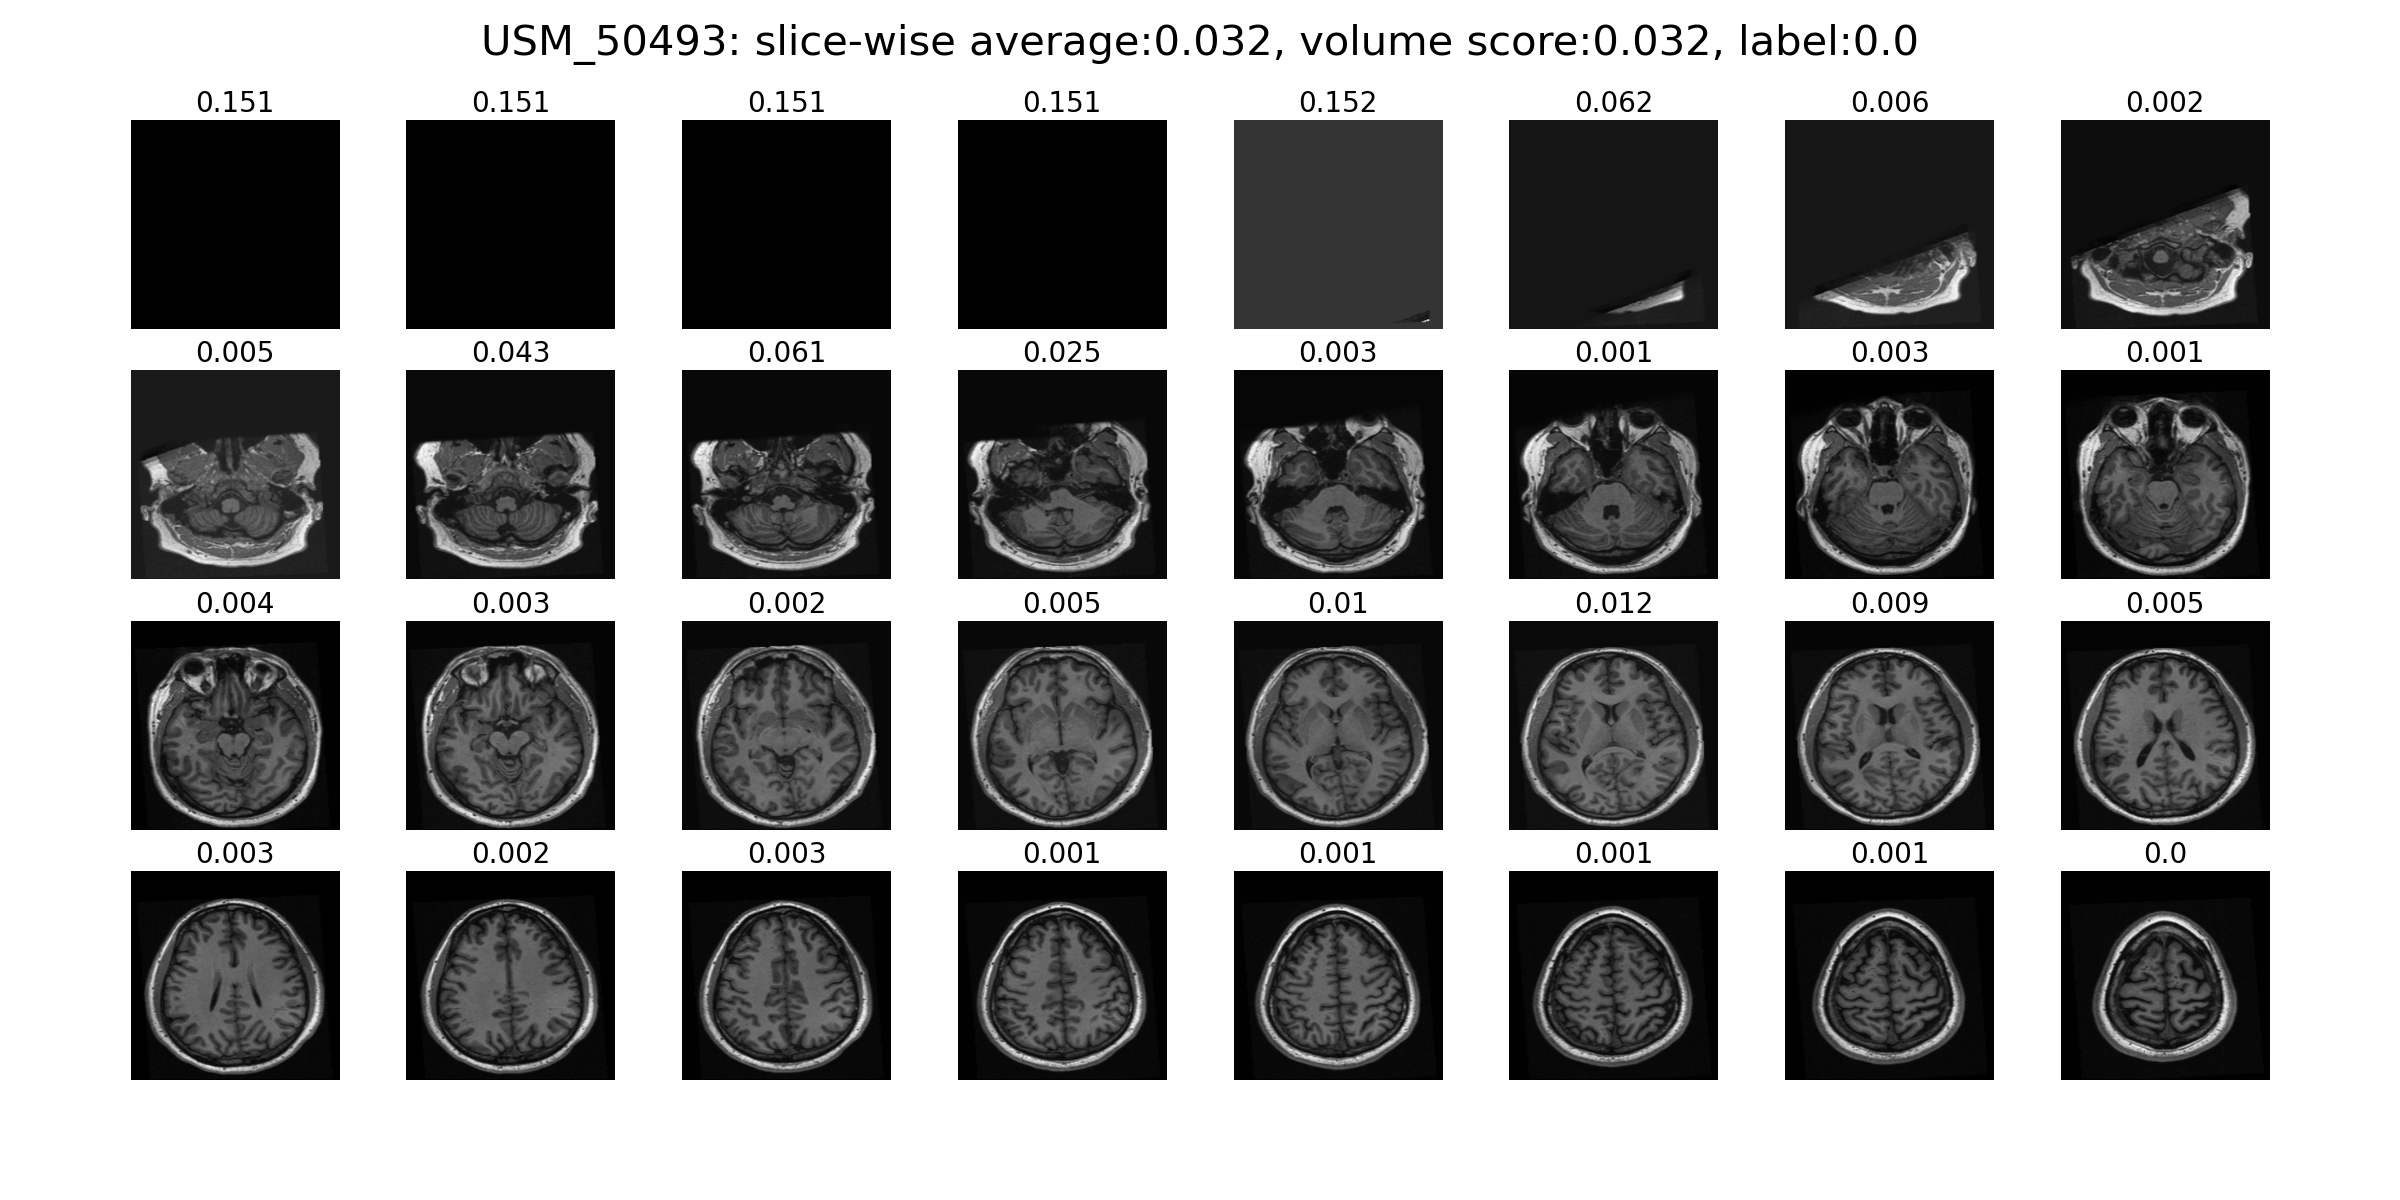 USM_50493: slice-wise average:0.032, volume score:0.032, label:0.0
0.151 0.151 0.151 0.151 0.152 0.062 0.006 0.002
0.005 0.043 0.061 0.025 0.003 0.001 0.003 0.001
0.004 0.003 0.002 0.005 0.01 0.012 0.009 0.005
0.003 0.002 0.003 0.001 0.001 0.001 0.001 0.0